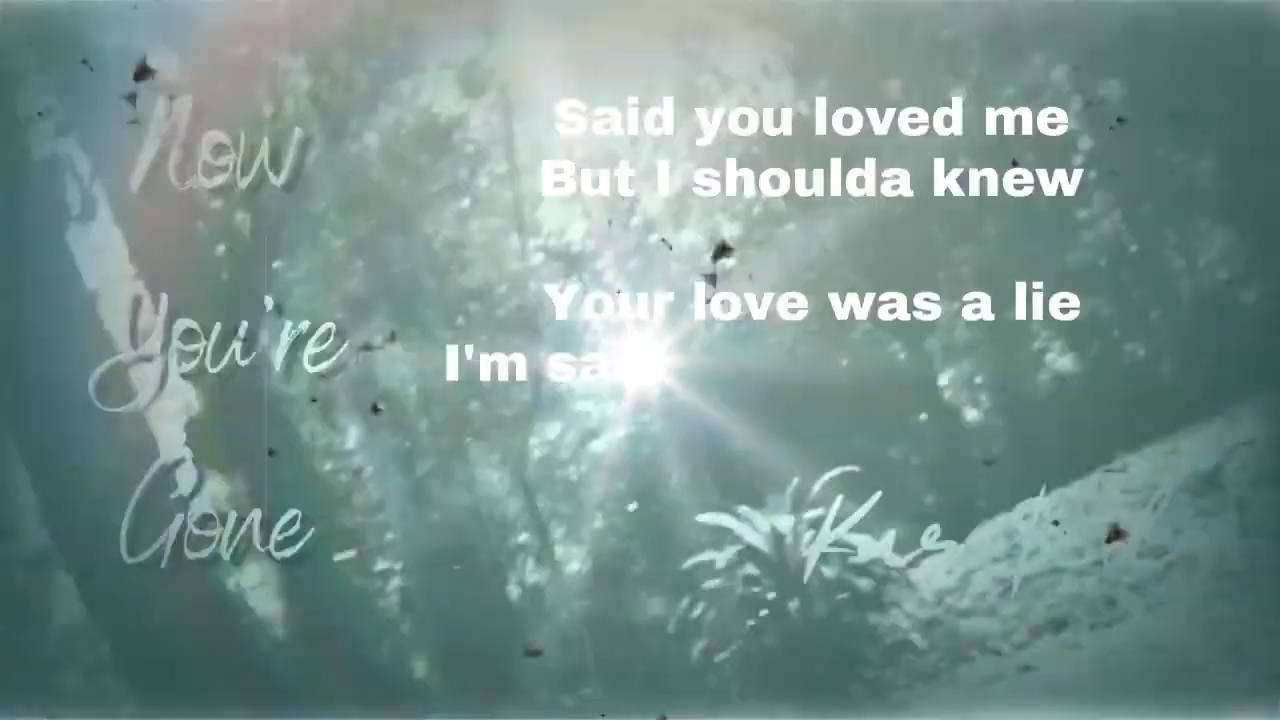 Now
You're
Gone
Said you loved me
But I shoulda knew
Your love was a lie
I'm